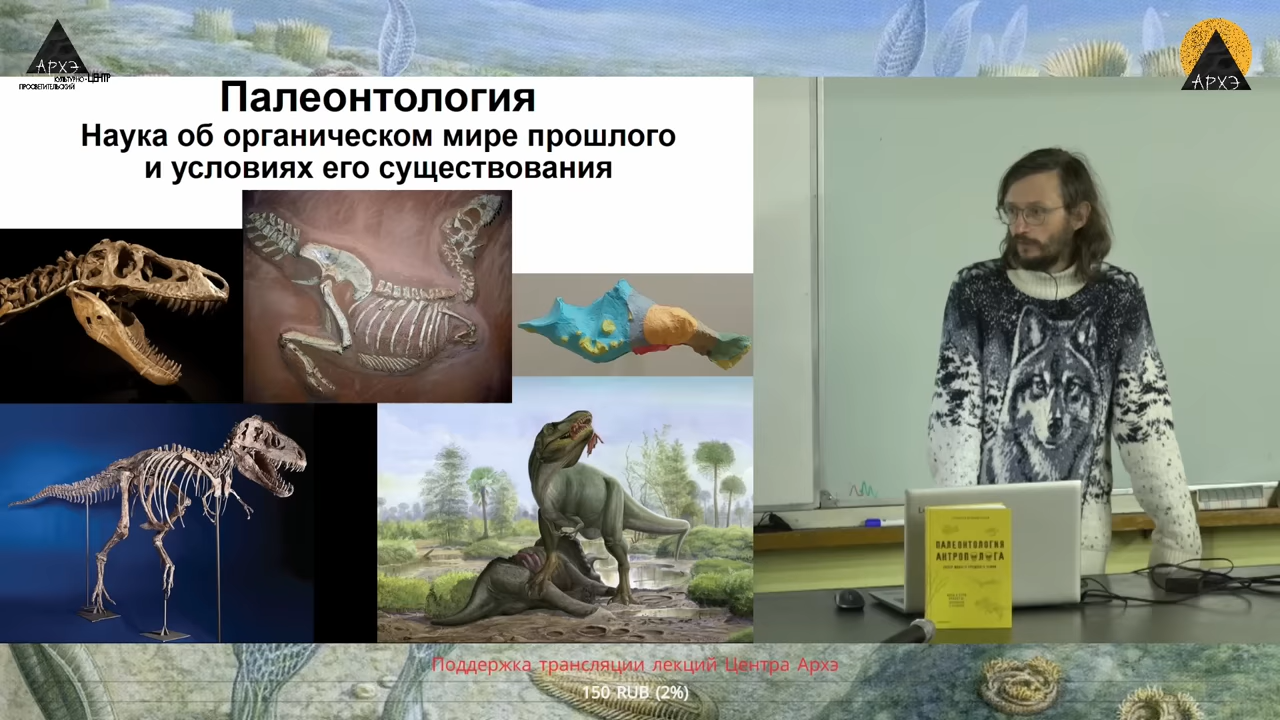 АРХЭ
КУЛЬТУРНО-ЦЕНТР
ПРОСВЕТИТЕЛЬСКИЙ
АРХЭ
Палеонтология
Наука об органическом мире прошлого
и условиях его существования
ПАЛЕОНТОЛОГИЯ
АНТРОПОЛОГА
Поддержка трансляции лекций Центра Архэ
150 RUB (2%)